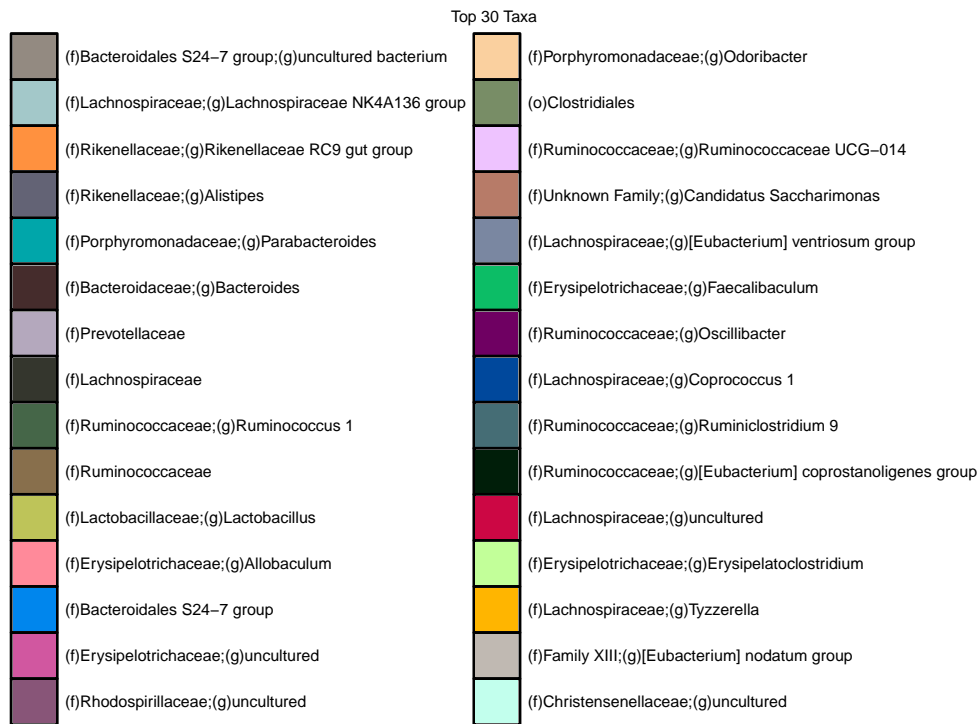 Top 30 Taxa
(f)Bacteroidales S24−7 group;(g)uncultured bacterium
(f)Lachnospiraceae;(g)Lachnospiraceae NK4A136 group
(f)Rikenellaceae;(g)Rikenellaceae RC9 gut group
(f)Rikenellaceae;(g)Alistipes
(f)Porphyromonadaceae;(g)Parabacteroides
(f)Bacteroidaceae;(g)Bacteroides
(f)Prevotellaceae
(f)Lachnospiraceae
(f)Ruminococcaceae;(g)Ruminococcus 1
(f)Ruminococcaceae
(f)Lactobacillaceae;(g)Lactobacillus
(f)Erysipelotrichaceae;(g)Allobaculum
(f)Bacteroidales S24−7 group
(f)Erysipelotrichaceae;(g)uncultured
(f)Rhodospirillaceae;(g)uncultured
(f)Porphyromonadaceae;(g)Odoribacter
(o)Clostridiales
(f)Ruminococcaceae;(g)Ruminococcaceae UCG−014
(f)Unknown Family;(g)Candidatus Saccharimonas
(f)Lachnospiraceae;(g)[Eubacterium] ventriosum group
(f)Erysipelotrichaceae;(g)Faecalibaculum
(f)Ruminococcaceae;(g)Oscillibacter
(f)Lachnospiraceae;(g)Coprococcus 1
(f)Ruminococcaceae;(g)Ruminiclostridium 9
(f)Ruminococcaceae;(g)[Eubacterium] coprostanoligenes group
(f)Lachnospiraceae;(g)uncultured
(f)Erysipelotrichaceae;(g)Erysipelatoclostridium
(f)Lachnospiraceae;(g)Tyzzerella
(f)Family XIII;(g)[Eubacterium] nodatum group
(f)Christensenellaceae;(g)uncultured